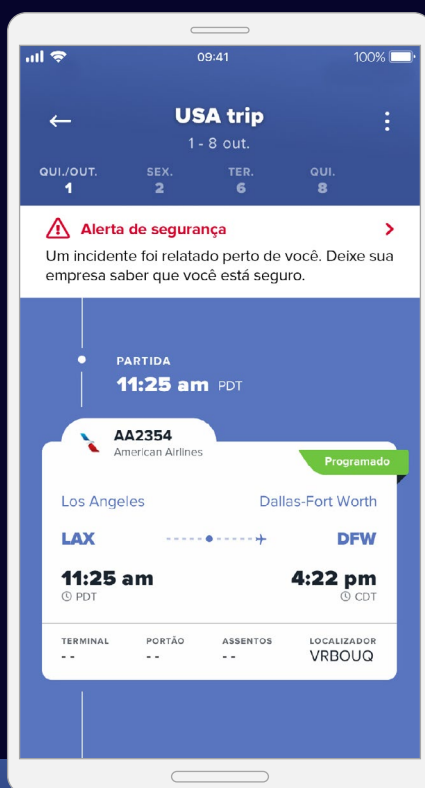 09:41
100%
USA trip
1 - 8 out.
QUI./OUT. SEX. TER. QUI.
1 2 6 8
Alerta de segurança
Um incidente foi relatado perto de você. Deixe sua
empresa saber que você está seguro.
PARTIDA
11:25 am PDT
AA2354
American Airlines
Programado
Los Angeles Dallas-Fort Worth
LAX DFW
11:25 am 4:22 pm
PDT CDT
TERMINAL PORTÃO ASSENTOS LOCALIZADOR
- - - - - - VRBOUQ